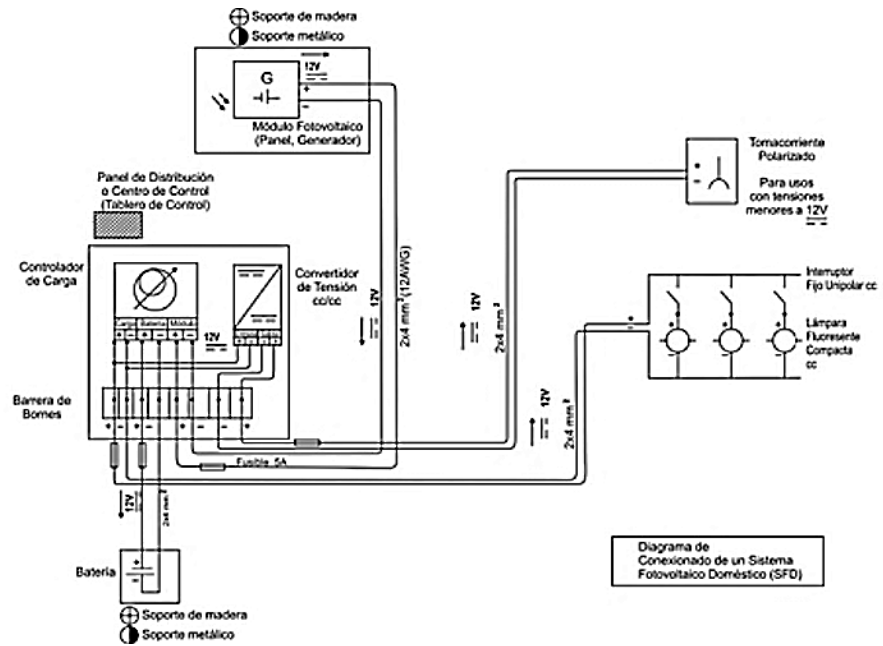 Soporte de madera
Soporte metálico
12V
G
+
−
Módulo Fotovoltaico
(Panel, Generador)
Panel de Distribución
o Centro de Control
(Tablero de Control)
Tomacorriente
Polarizado
Para usos
con tensiones
menores a 12V
+
−
Controlador
de Carga
Carga Batería Módulo
+ − + − + −
12V
Convertidor
de Tensión
cc/cc
12V
2x4 mm² (12AWG)
12V
2x4 mm²
Interruptor
Fijo Unipolar cc
Lámpara
Fluoresente
Compacta
cc
+ + +
− − −
+
−
Barrera de
Bornes
+ − + − + − − +
12V
2x4 mm²
Fusible 5A
12V
2x4 mm²
Batería
+
−
Soporte de madera
Soporte metálico
Diagrama de
Conexionado de un Sistema
Fotovoltaico Doméstico (SFD)